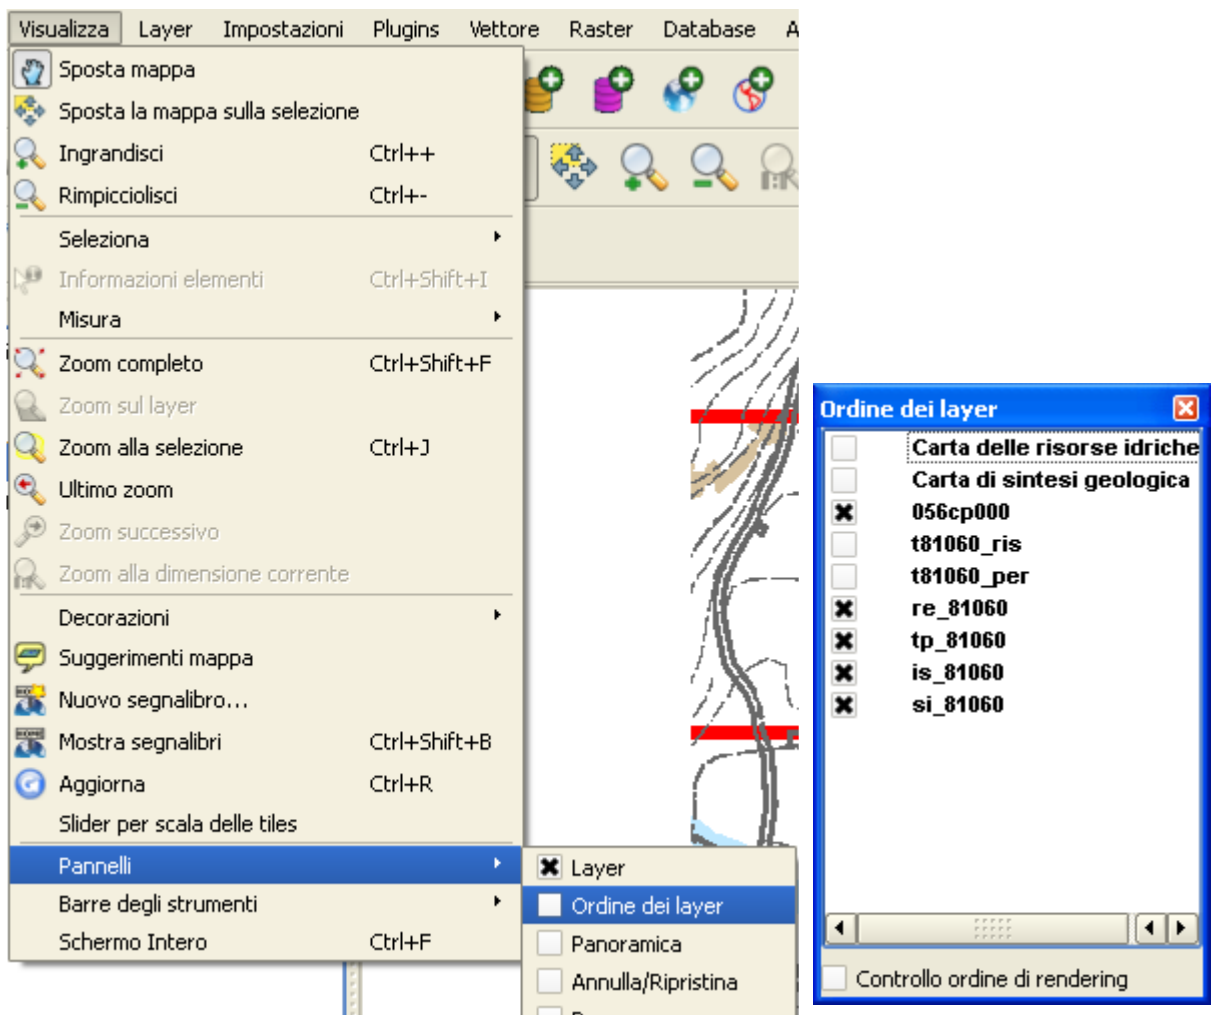 Visualizza Layer Impostazioni Plugins Vettore Raster Database A
Sposta mappa
Sposta la mappa sulla selezione
Ingrandisci Ctrl++
Rimpicciolisci Ctrl+-
Seleziona
Informazioni elementi Ctrl+Shift+I
Misura
Zoom completo Ctrl+Shift+F
Zoom sul layer
Zoom alla selezione Ctrl+J
Ultimo zoom
Zoom successivo
Zoom alla dimensione corrente
Decorazioni
Suggerimenti mappa
Nuovo segnalibro...
Mostra segnalibri Ctrl+Shift+B
Aggiorna Ctrl+R
Slider per scala delle tiles
Pannelli
Barre degli strumenti
Schermo Intero Ctrl+F
Layer
Ordine dei layer
Panoramica
Annulla/Ripristina
Ordine dei layer
Carta delle risorse idriche
Carta di sintesi geologica
056cp000
t81060_ris
t81060_per
re_81060
tp_81060
is_81060
si_81060
Controllo ordine di rendering